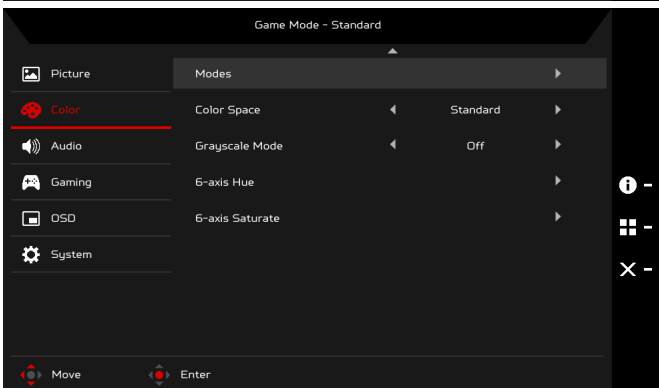 Game Mode - Standard
Picture
Modes
Color
Color Space
Standard
Audio
Grayscale Mode
Off
Gaming
6-axis Hue
OSD
6-axis Saturate
System
Move
Enter